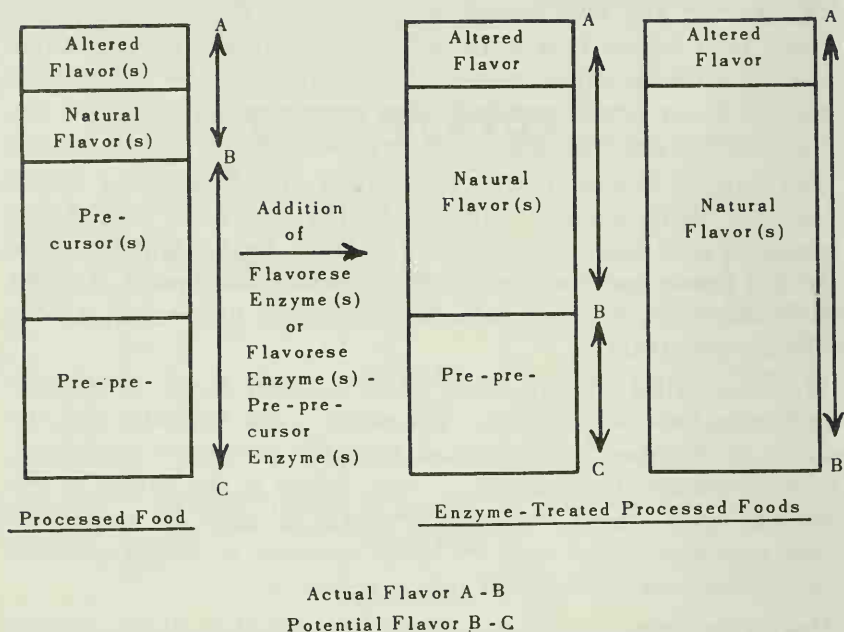 A
Altered
Flavor(s)
Natural
Flavor(s)
B
Pre-
cursor(s)
Pre-pre-
C
Processed Food
Addition
of
Flavorese
Enzyme(s)
or
Flavorese
Enzyme(s)-
Pre-pre-
cursor
Enzyme(s)
A
Altered
Flavor
Natural
Flavor(s)
B
Pre-pre-
C
A
Altered
Flavor
Natural
Flavor(s)
B
Enzyme-Treated Processed Foods
Actual Flavor A-B
Potential Flavor B-C